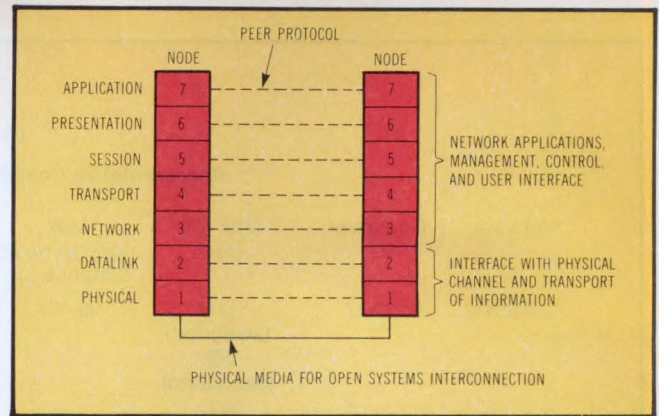 PEER PROTOCOL
NODE
NODE
APPLICATION
7
7
PRESENTATION
6
6
SESSION
5
5
TRANSPORT
4
4
NETWORK
3
3
DATALINK
2
2
PHYSICAL
1
1
NETWORK APPLICATIONS,
MANAGEMENT, CONTROL,
AND USER INTERFACE
INTERFACE WITH PHYSICAL
CHANNEL AND TRANSPORT
OF INFORMATION
PHYSICAL MEDIA FOR OPEN SYSTEMS INTERCONNECTION